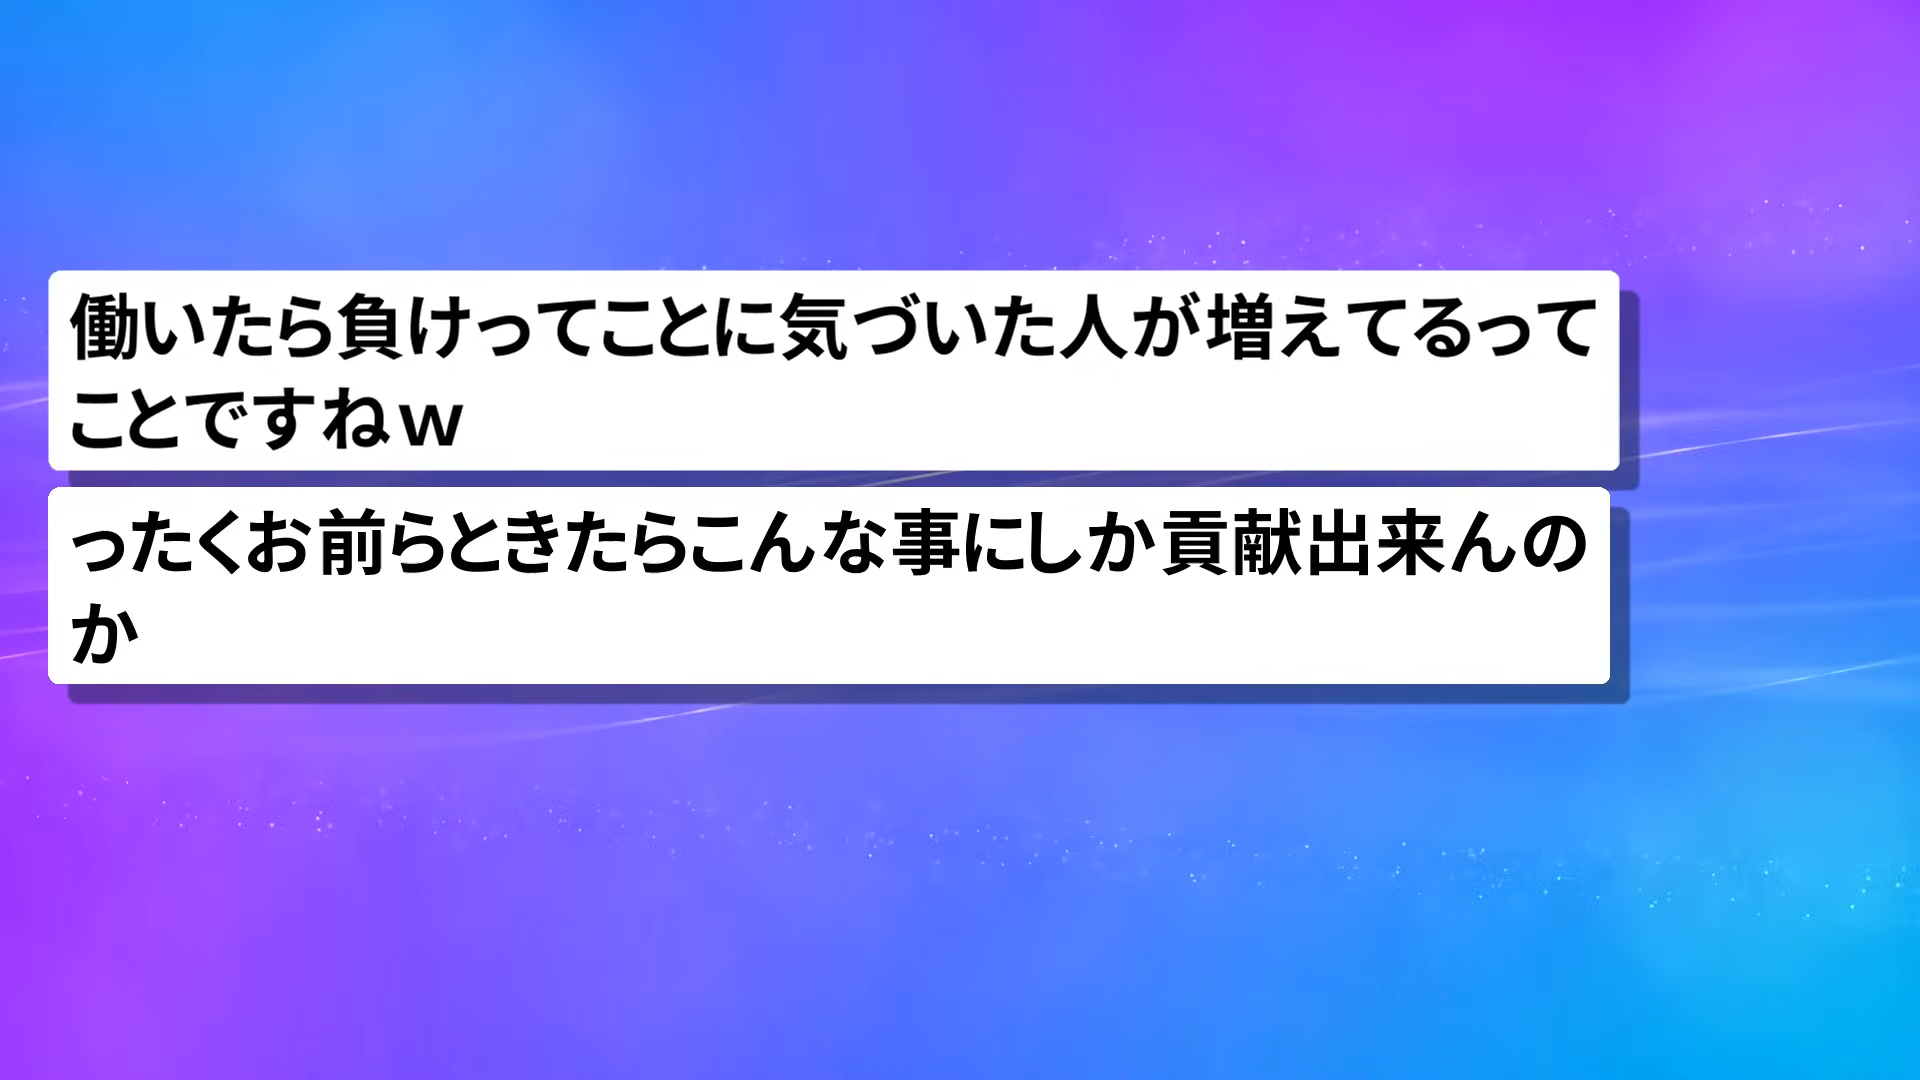 働いたら負けってことに気づいた人が増えてるって
ことですねｗ
ったくお前らときたらこんな事にしか貢献出来んの
か